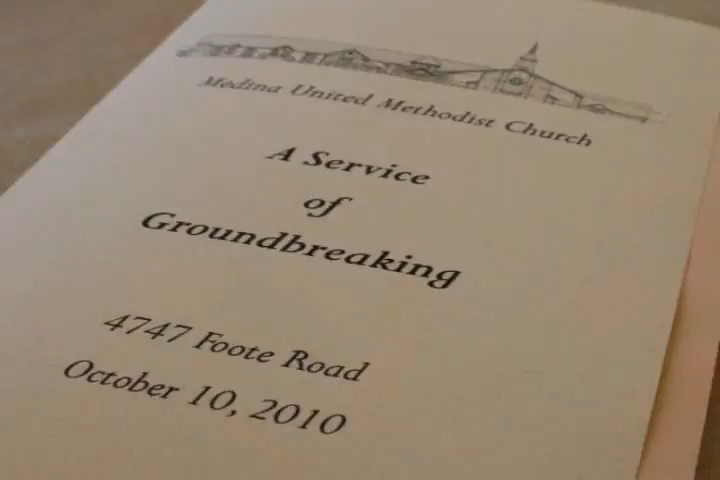 Medina United Methodist Church
A Service
of
Groundbreaking
4747 Foote Road
October 10, 2010